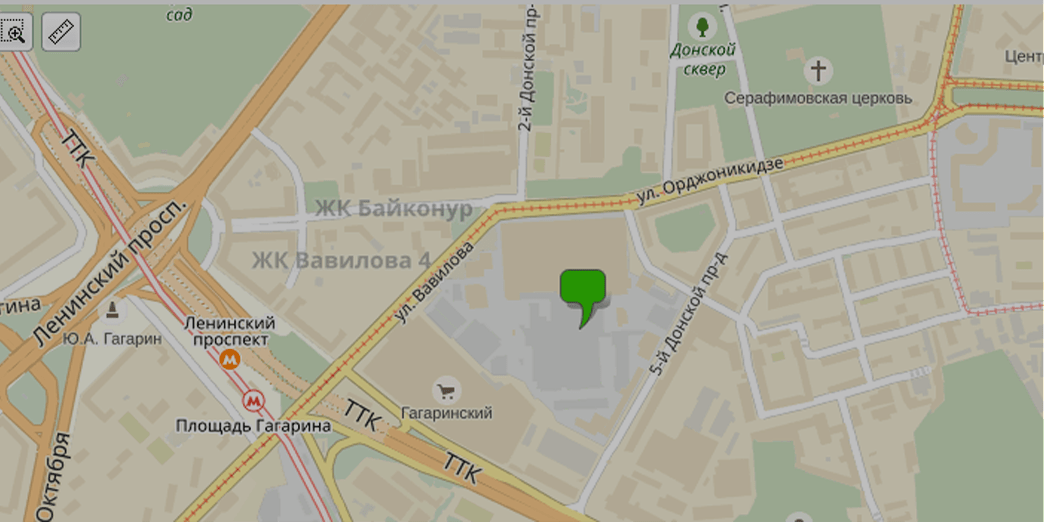 сад
2-й Донской пр-
Донской
сквер
Серафимовская церковь
Цент
ТТК
ул. Орджоникидзе
ЖК Байконур
ЖК Вавилова 4
Ленинский просп.
ул. Вавилова
5-й Донской пр-д
гина
Ю.А. Гагарин
Ленинский
проспект
М
М
Гагаринский
Площадь Гагарина
ТТК
ТТК
Октября